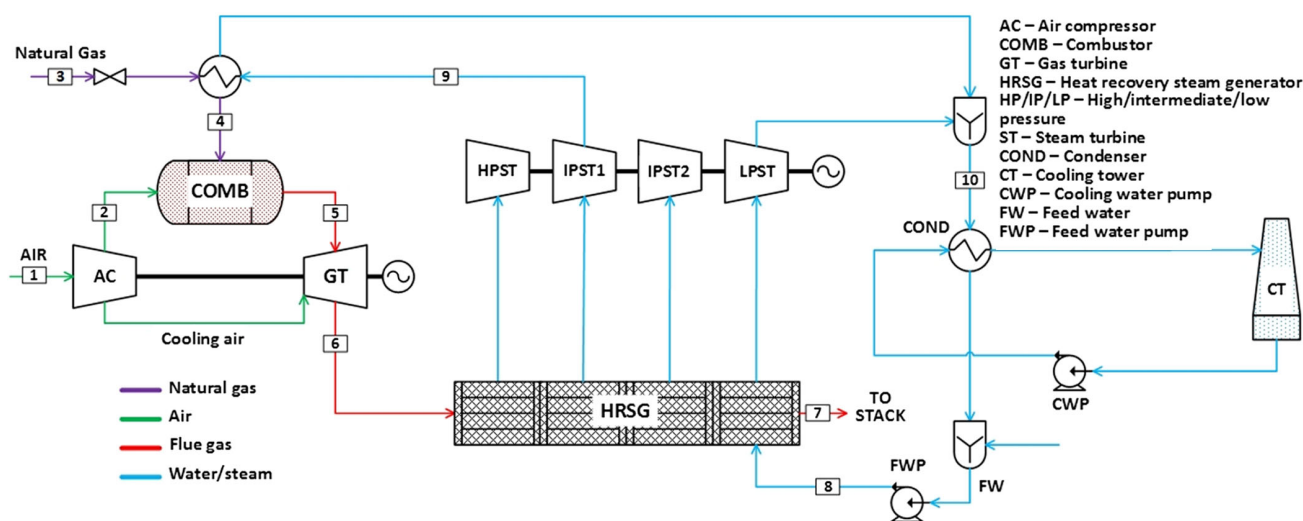 AC – Air compressor
COMB – Combustor
GT – Gas turbine
HRSG – Heat recovery steam generator
HP/IP/LP – High/intermediate/low
pressure
ST – Steam turbine
COND – Condenser
CT – Cooling tower
CWP – Cooling water pump
FW – Feed water
FWP – Feed water pump
Natural Gas
3
9
4
HPST
IPST1
IPST2
LPST
COMB
10
2
5
COND
AIR
1
AC
GT
CT
Cooling air
6
Natural gas
Air
Flue gas
Water/steam
HRSG
7
TO
STACK
CWP
FWP
8
FW